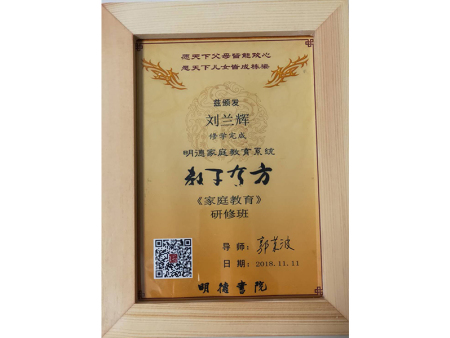 愿天下父母皆能放心
愿天下儿女皆成栋梁
兹颁发
刘兰辉
修学完成
明德家庭教育系统
教子有方
《家庭教育》
研修班
导师：
日期：2018.11.11
明德书院